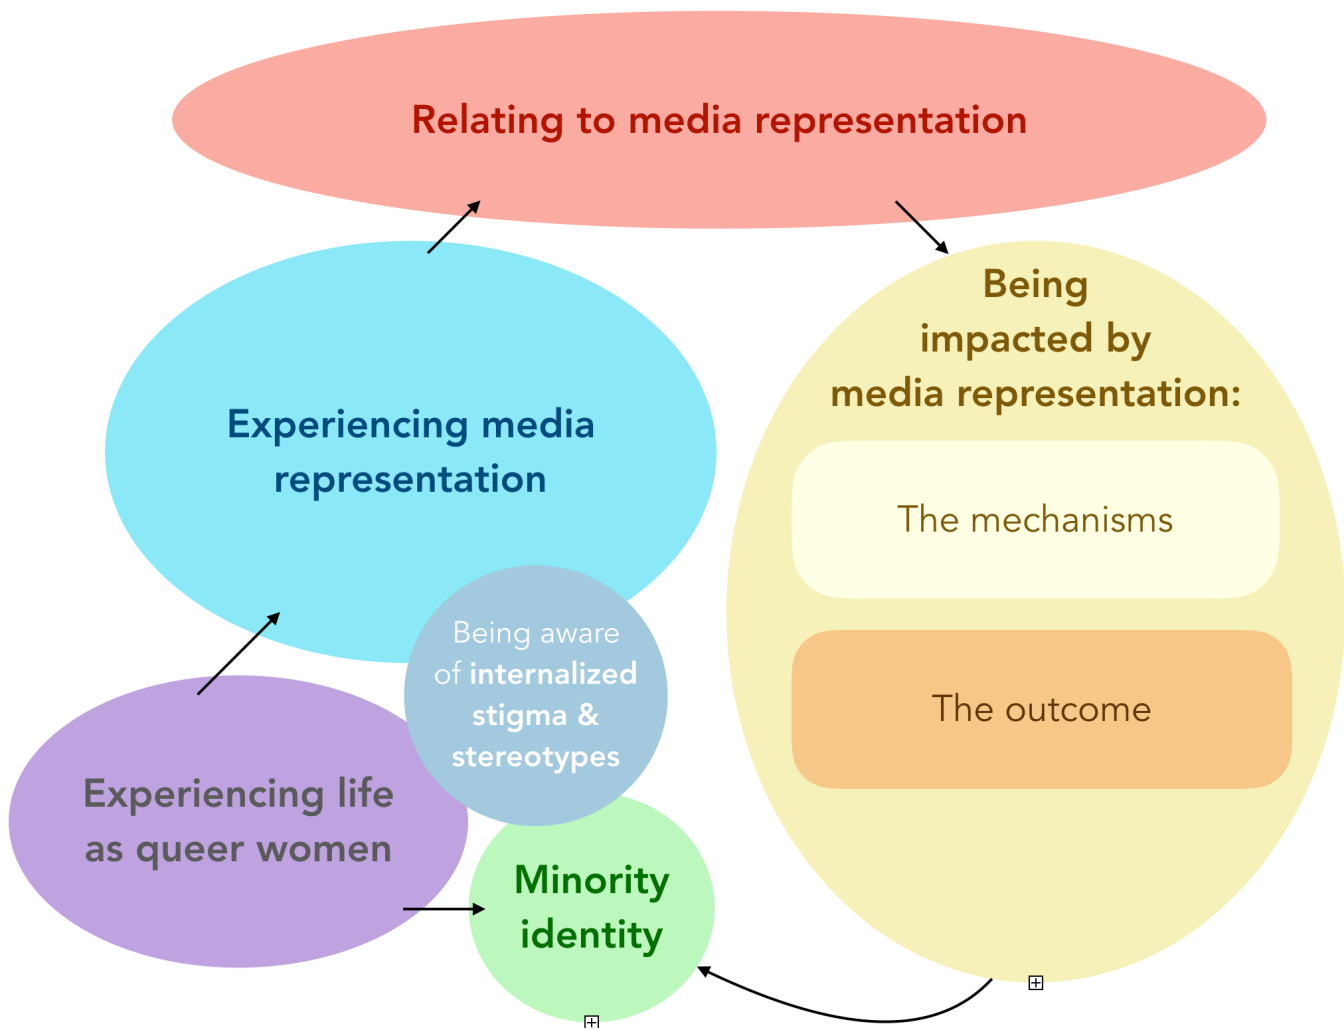 Relating to media representation
Being
impacted by
media representation:
Experiencing media
representation
The mechanisms
Being aware
of internalized
stigma &
stereotypes
The outcome
Experiencing life
as queer women
Minority
identity